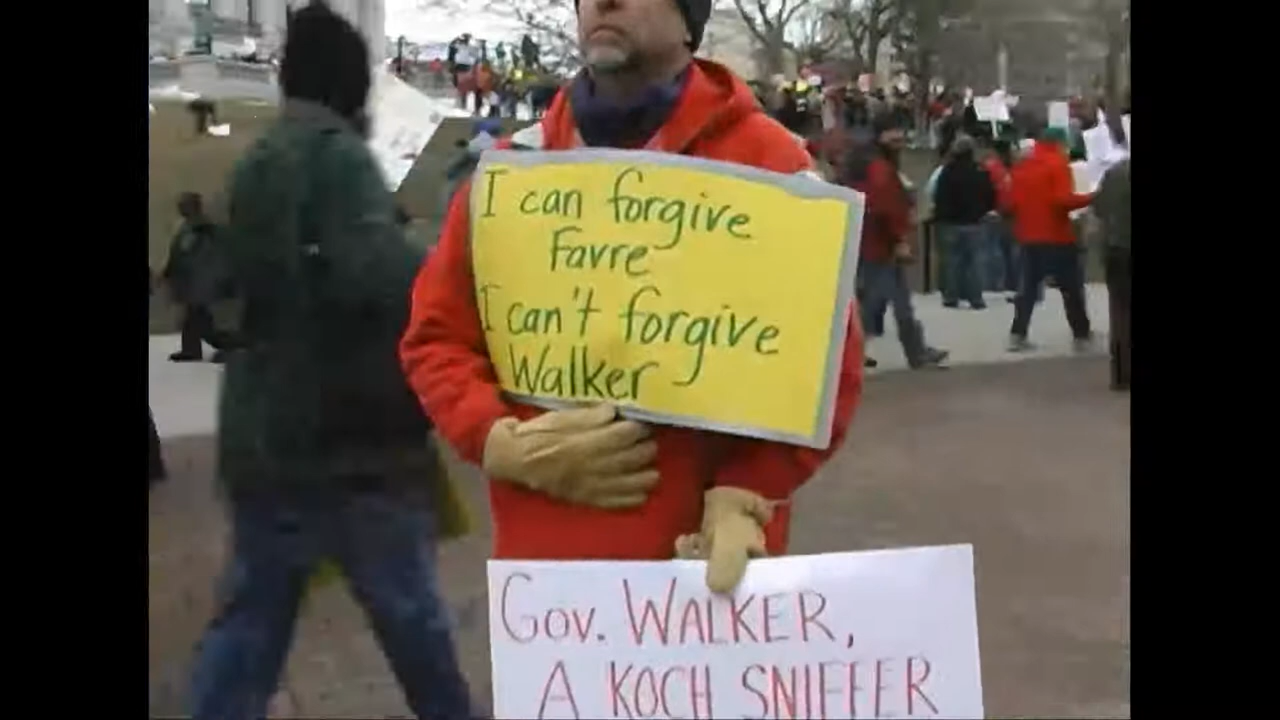 I can forgive
Favre
I can't forgive
Walker
GOV. WALKER,
A KOCH SNIFFER